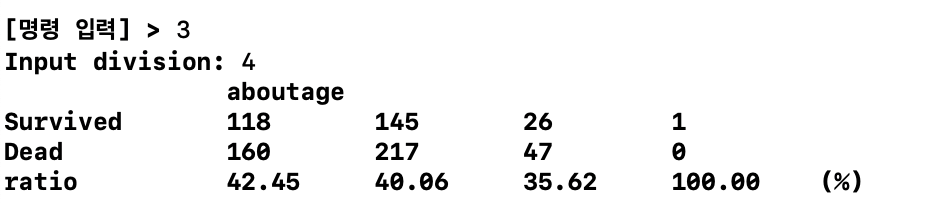 [명령 입력] > 3
Input division: 4
aboutage
Survived 118 145 26 1
Dead 160 217 47 0
ratio 42.45 40.06 35.62 100.00 (%)